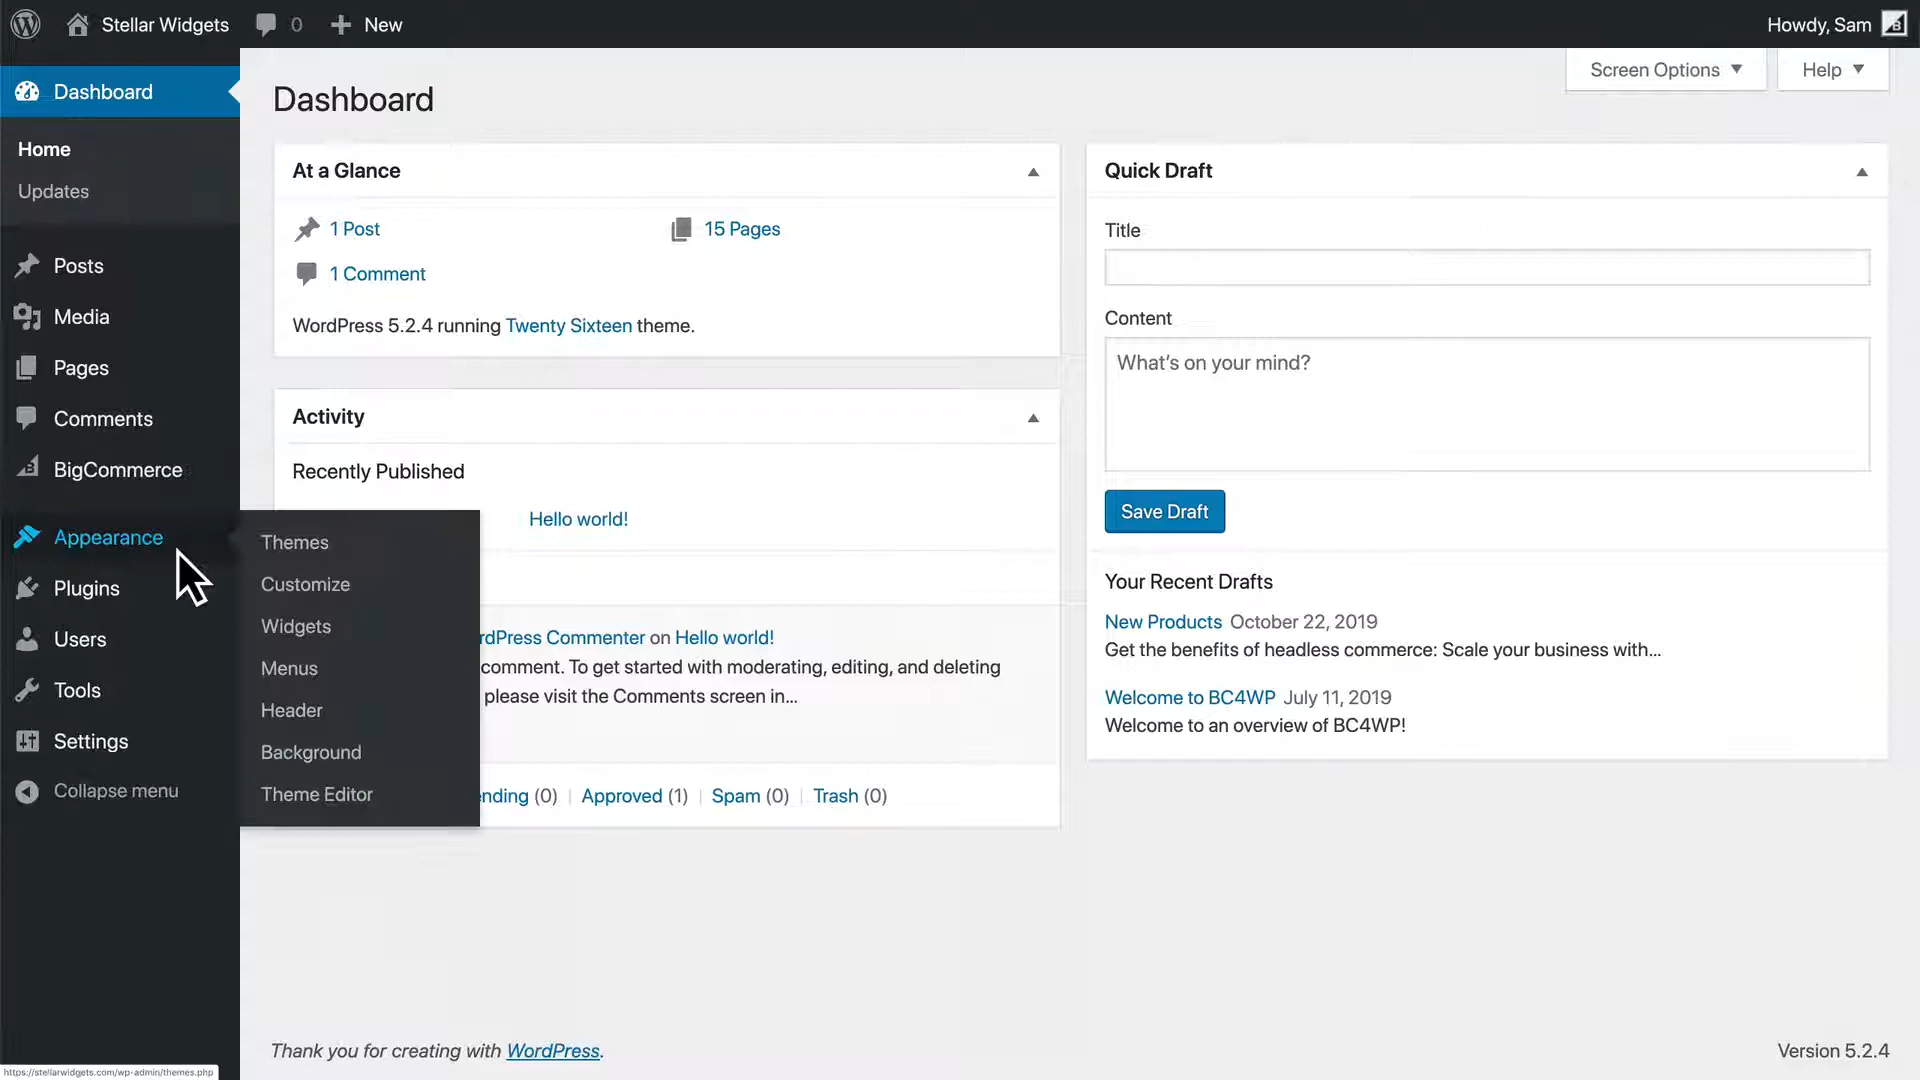 Stellar Widgets
0
New
Howdy, Sam
Dashboard
Home
Updates
Posts
Media
Pages
Comments
BigCommerce
Appearance
Plugins
Users
Tools
Settings
Collapse menu
Themes
Customize
Widgets
Menus
Header
Background
Theme Editor
Screen Options
Help
Dashboard
At a Glance
1 Post
15 Pages
1 Comment
WordPress 5.2.4 running Twenty Sixteen theme.
Activity
Recently Published
Hello world!
rdPress Commenter on Hello world!
comment. To get started with moderating, editing, and deleting
please visit the Comments screen in...
ending (0) | Approved (1) | Spam (0) | Trash (0)
Quick Draft
Title
Content
What's on your mind?
Save Draft
Your Recent Drafts
New Products October 22, 2019
Get the benefits of headless commerce: Scale your business with...
Welcome to BC4WP July 11, 2019
Welcome to an overview of BC4WP!
Thank you for creating with WordPress.
Version 5.2.4
https://stellarwidgets.com/wp-admin/themes.php